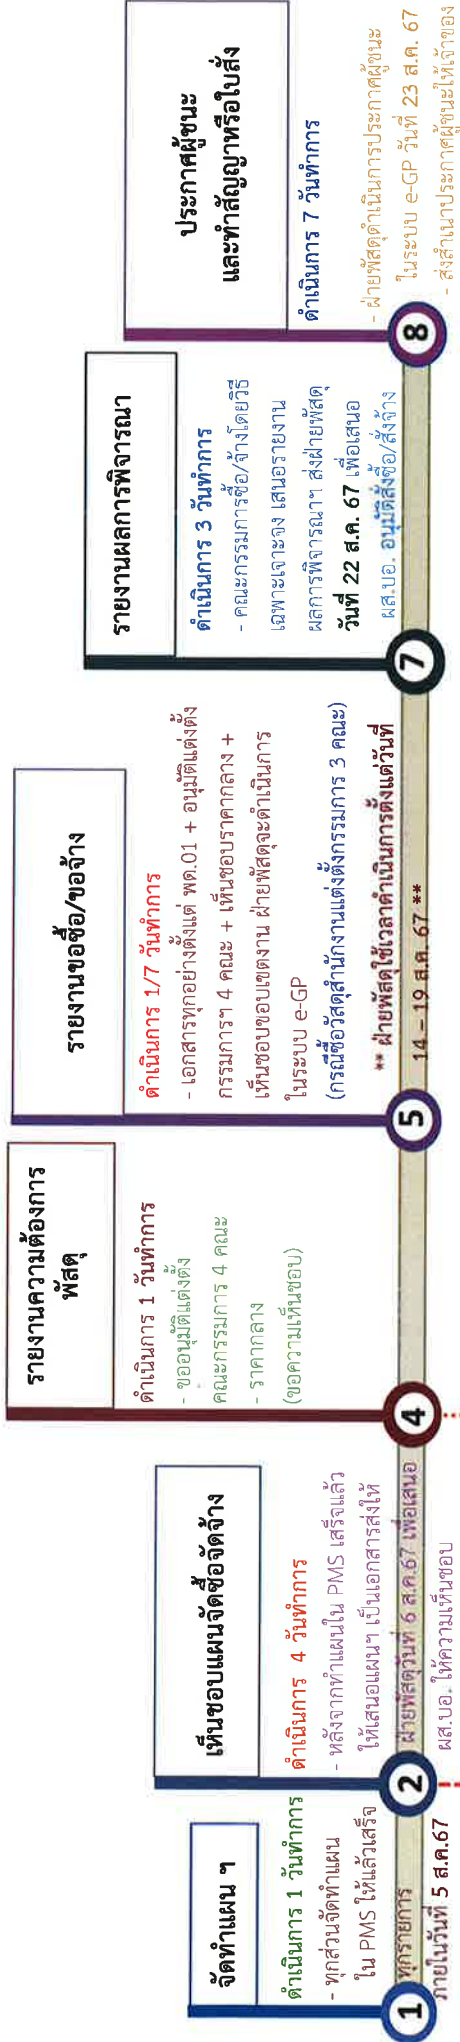 จัดทำแผน ฯ
ดำเนินการ 1 วันทำการ
- ทุกส่วนจัดทำแผน
ใน PMS ให้แล้วเสร็จ
ทุกรายการ
ภายในวันที่ 5 ส.ค.67
1
เห็นชอบแผนจัดซื้อจัดจ้าง
ดำเนินการ 4 วันทำการ
- หลังจากทำแผนใน PMS เสร็จแล้ว
ให้เสนอแผนฯ เป็นเอกสารส่งให้
ฝ่ายพัสดุวันที่ 6 ส.ค.67 เพื่อเสนอ
ผส.บอ. ให้ความเห็นชอบ
2
รายงานความต้องการ
พัสดุ
ดำเนินการ 1 วันทำการ
- ขออนุมัติแต่งตั้ง
คณะกรรมการ 4 คณะ
- ราคากลาง
(ขอความเห็นชอบ)
4
รายงานขอซื้อ/ขอจ้าง
ดำเนินการ 1/7 วันทำการ
- เอกสารทุกอย่างตั้งแต่ พด.01 + อนุมัติแต่งตั้ง
กรรมการฯ 4 คณะ + เห็นชอบราคากลาง +
เห็นชอบขอบเขตงาน ฝ่ายพัสดุจะดำเนินการ
ในระบบ e-GP
(กรณีซื้อวัสดุสำนักงานแต่งตั้งกรรมการ 3 คณะ)
** ฝ่ายพัสดุใช้เวลาดำเนินการตั้งแต่วันที่
14 – 19 ส.ค. 67 **
5
รายงานผลการพิจารณา
ดำเนินการ 3 วันทำการ
- คณะกรรมการซื้อ/จ้างโดยวิธี
เฉพาะเจาะจง เสนอรายงาน
ผลการพิจารณาฯ ส่งฝ่ายพัสดุ
วันที่ 22 ส.ค. 67 เพื่อเสนอ
ผส.บอ. อนุมัติสั่งซื้อ/สั่งจ้าง
7
ประกาศผู้ชนะ
และทำสัญญาหรือใบสั่ง
ดำเนินการ 7 วันทำการ
- ฝ่ายพัสดุดำเนินการประกาศผู้ชนะ
ในระบบ e-GP วันที่ 23 ส.ค. 67
- ส่งสำเนาประกาศผู้ชนะให้เจ้าของ
8